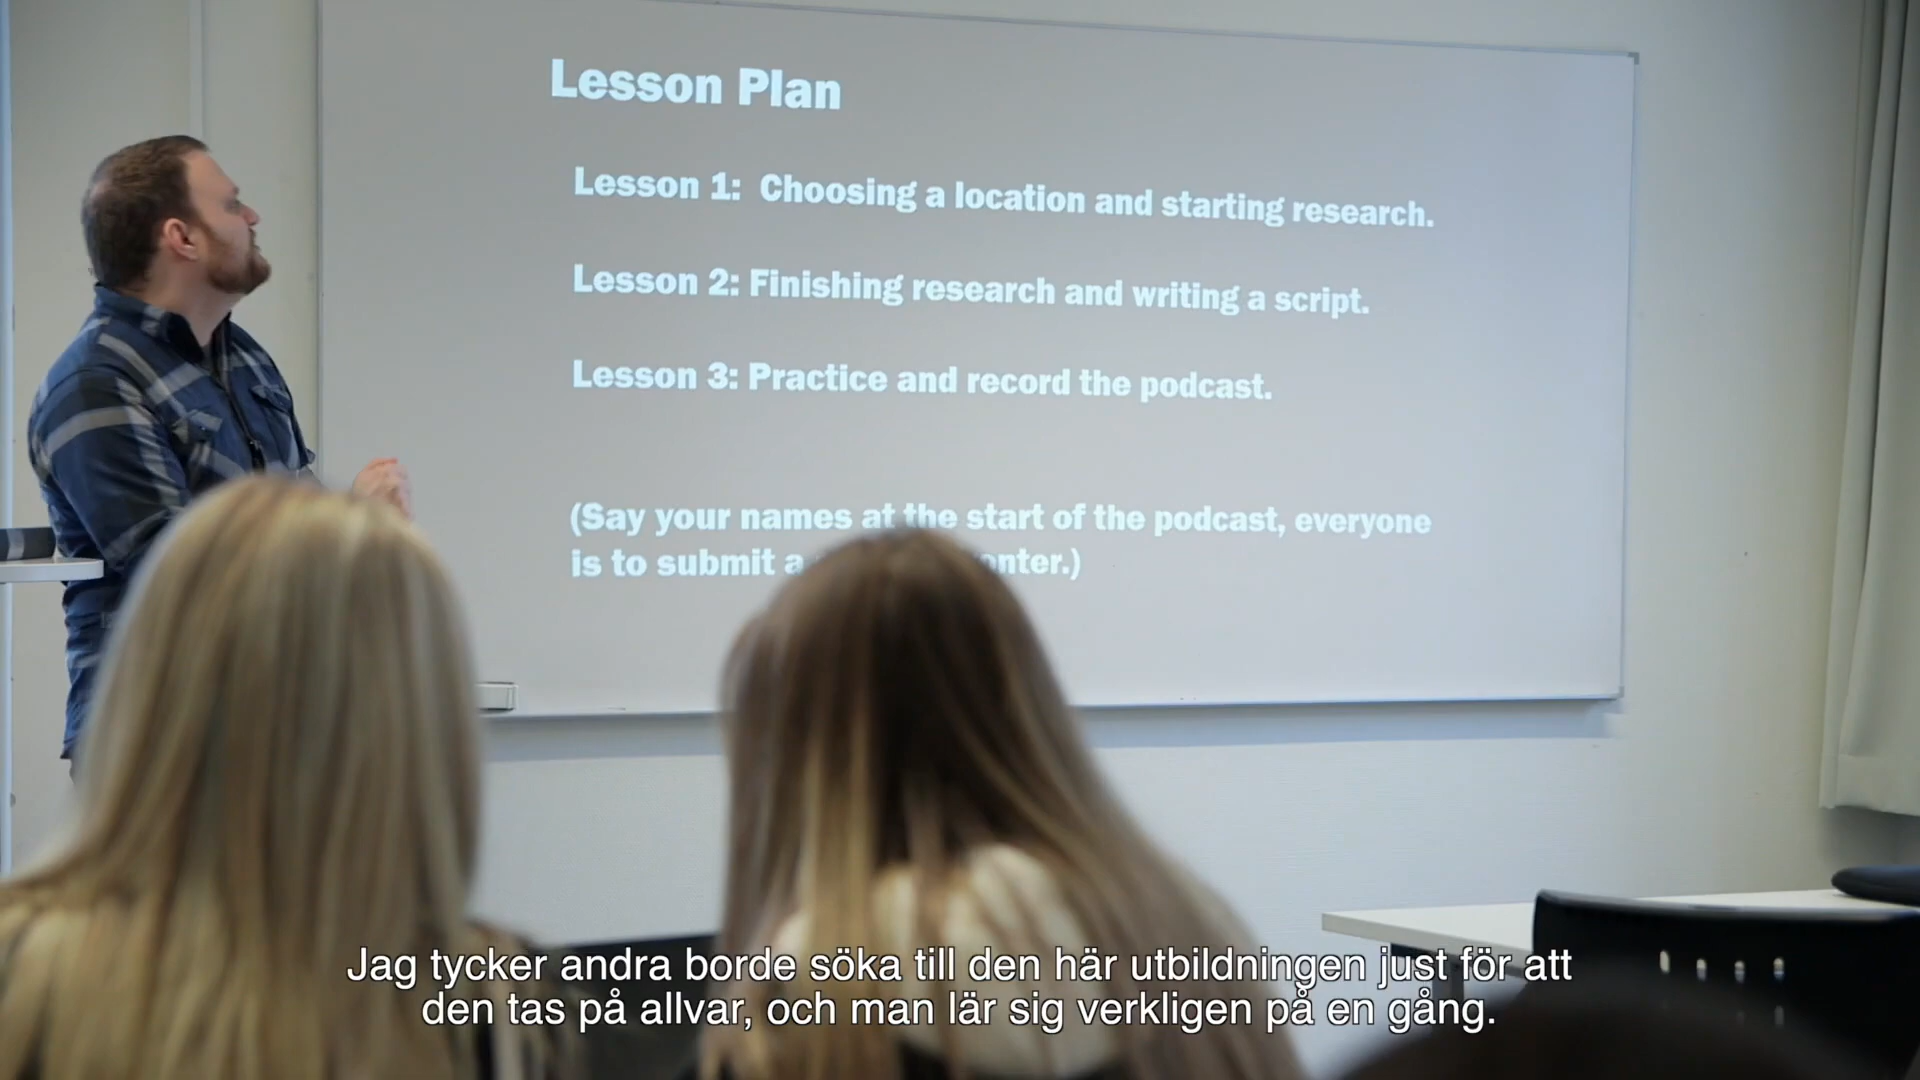 Lesson Plan
Lesson 1: Choosing a location and starting research.
Lesson 2: Finishing research and writing a script.
Lesson 3: Practice and record the podcast.
(Say your names at the start of the podcast, everyone
is to submit a
Jag tycker andra borde söka till den här utbildningen just för att
den tas på allvar, och man lär sig verkligen på en gång.